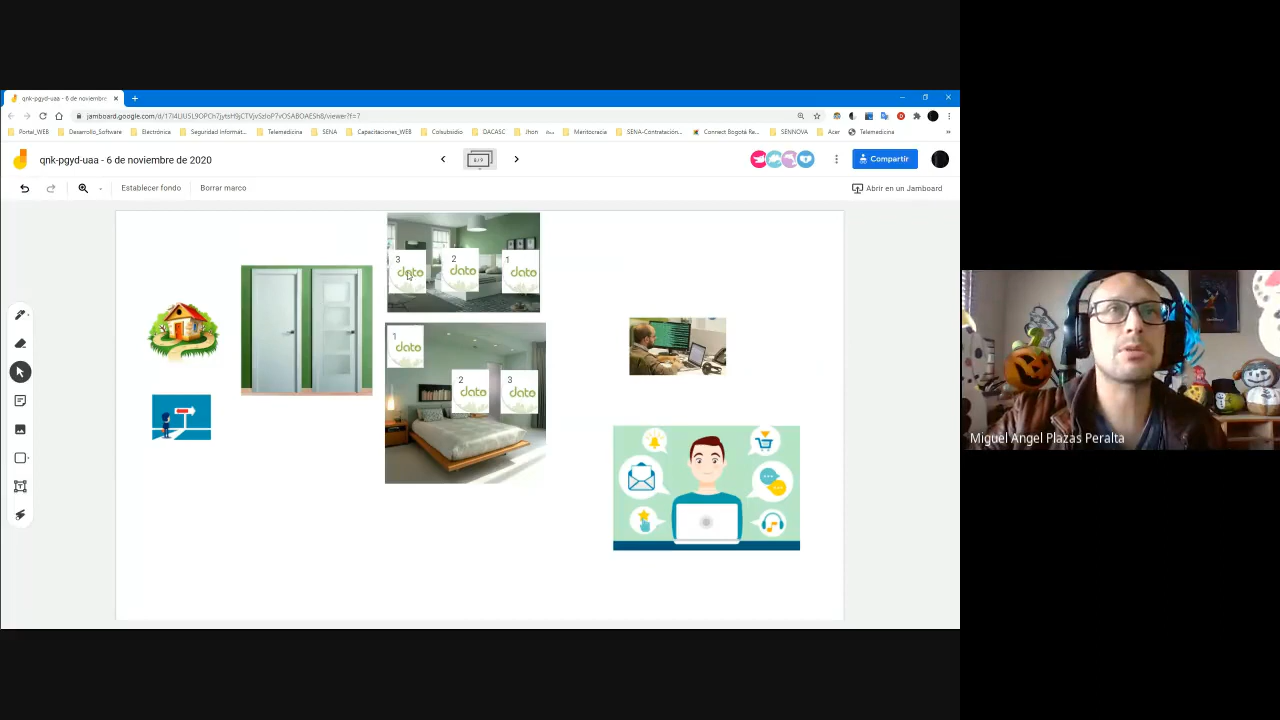 qnk-pgyd-uaa - 6 de noviembre
jamboard.google.com/d/
/viewer?f=7
Portal_WEB
Desarrollo_Software
Electrónica
Seguridad Informát...
Telemedicina
SENA
Capacitaciones_WEB
Colsubsidio
DACASC
Jhon
Meritocracia
SENA-Contratación...
Connect Bogotá Re...
SENNOVA
Acer
Telemedicina
qnk-pgyd-uaa - 6 de noviembre de 2020
Compartir
Establecer fondo
Borrar marco
Abrir en un Jamboard
3
dato
2
dato
1
dato
1
dato
2
dato
3
dato
Miguel Angel Plazas Peralta